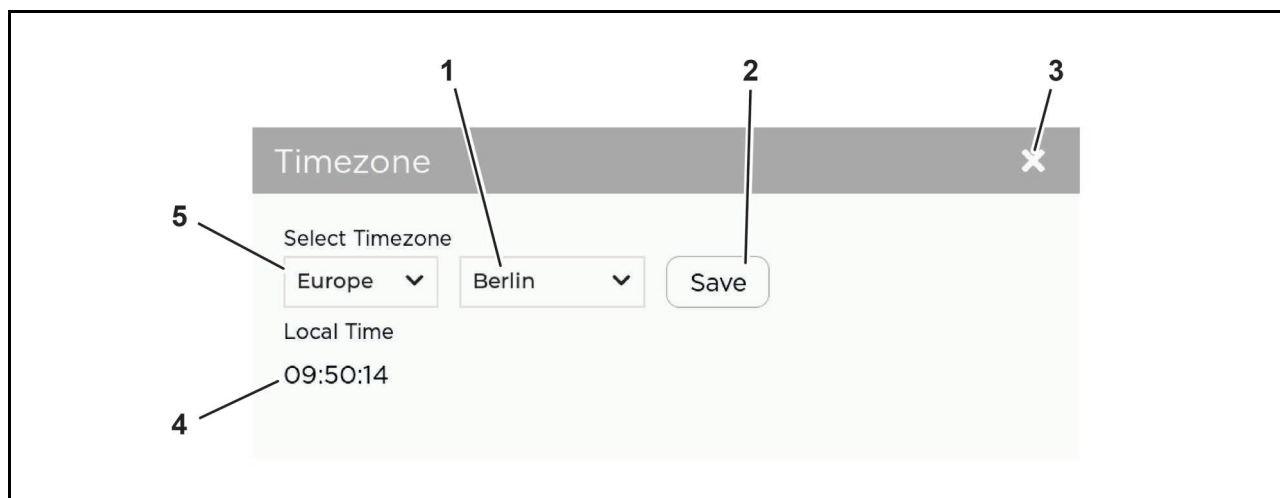 1 2 3
Timezone
5
Select Timezone
Europe Berlin Save
Local Time
09:50:14
4